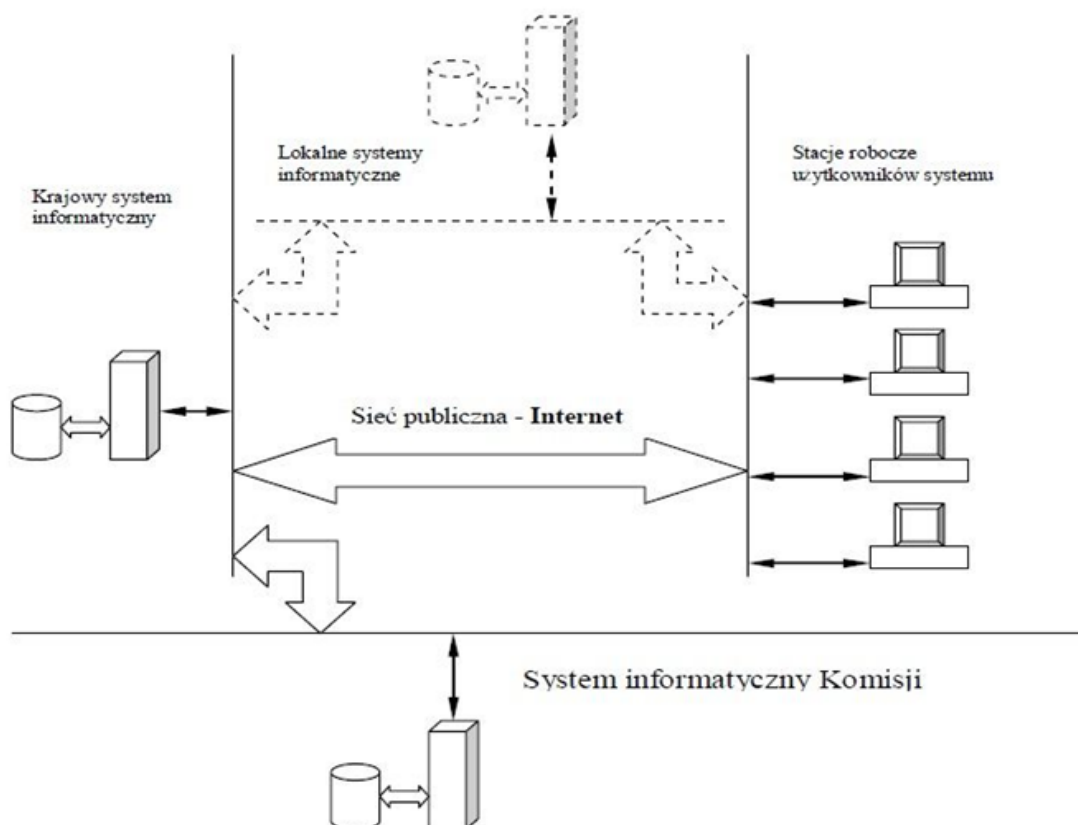 Lokalne systemy
informatyczne
Stacje robocze
użytkowników systemu
Krajowy system
informatyczny
Sieć publiczna - Internet
System informatyczny Komisji